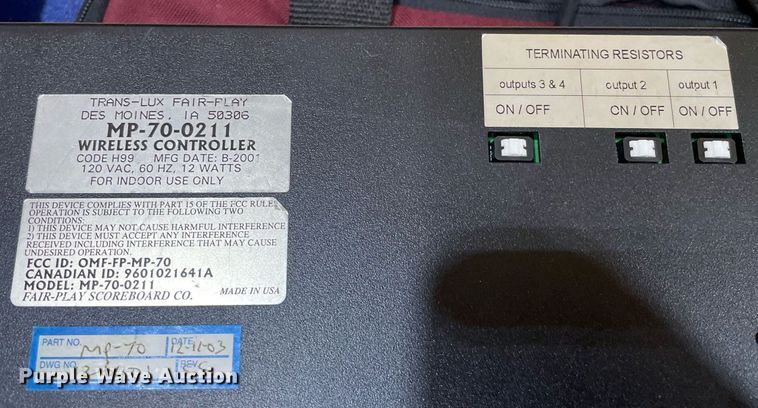 TRANS-LUX FAIR-PLAY
DES MOINES, IA 50306
MP-70-0211
WIRELESS CONTROLLER
CODE H99 MFG DATE: B-2001
120 VAC, 60 HZ, 12 WATTS
FOR INDOOR USE ONLY
THIS DEVICE COMPLIES WITH PART 15 OF THE FCC RULES
OPERATION IS SUBJECT TO THE FOLLOWING TWO
CONDITIONS:
1) THIS DEVICE MAY NOT CAUSE HARMFUL INTERFERENCE
2) THIS DEVICE MUST ACCEPT ANY INTERFERENCE
RECEIVED INCLUDING INTERFERENCE THAT MAY CAUSE
UNDESIRED OPERATION.
FCC ID: OMF-FP-MP-70
CANADIAN ID: 9601021641A
MODEL: MP-70-0211
FAIR-PLAY SCOREBOARD CO. MADE IN USA
PART NO. MP-70 DATE 12-11-03
DWG NO. REV
TERMINATING RESISTORS
outputs 3 & 4 output 2 output 1
ON / OFF ON / OFF ON / OFF
Purple Wave Auction